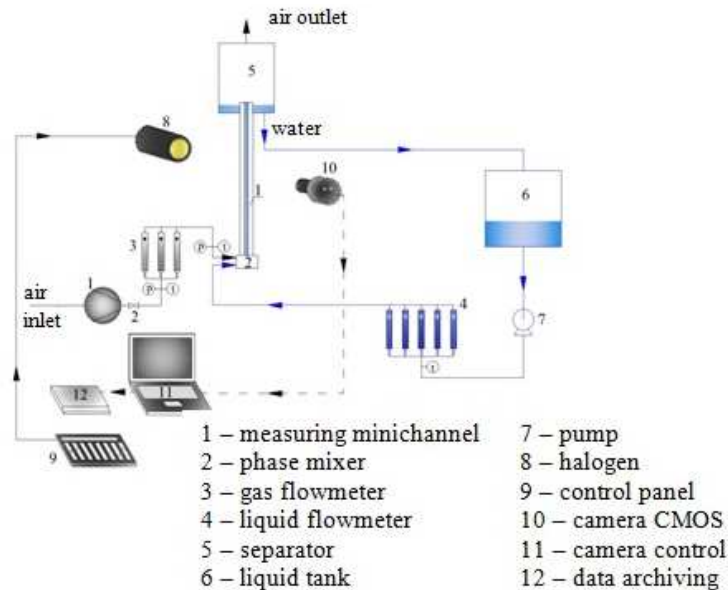 air outlet
5
8
water
10
1
6
3
P t
2
1
P t
2
air
inlet
4
t
7
12
11
9
1 – measuring minichannel
2 – phase mixer
3 – gas flowmeter
4 – liquid flowmeter
5 – separator
6 – liquid tank
7 – pump
8 – halogen
9 – control panel
10 – camera CMOS
11 – camera control
12 – data archiving